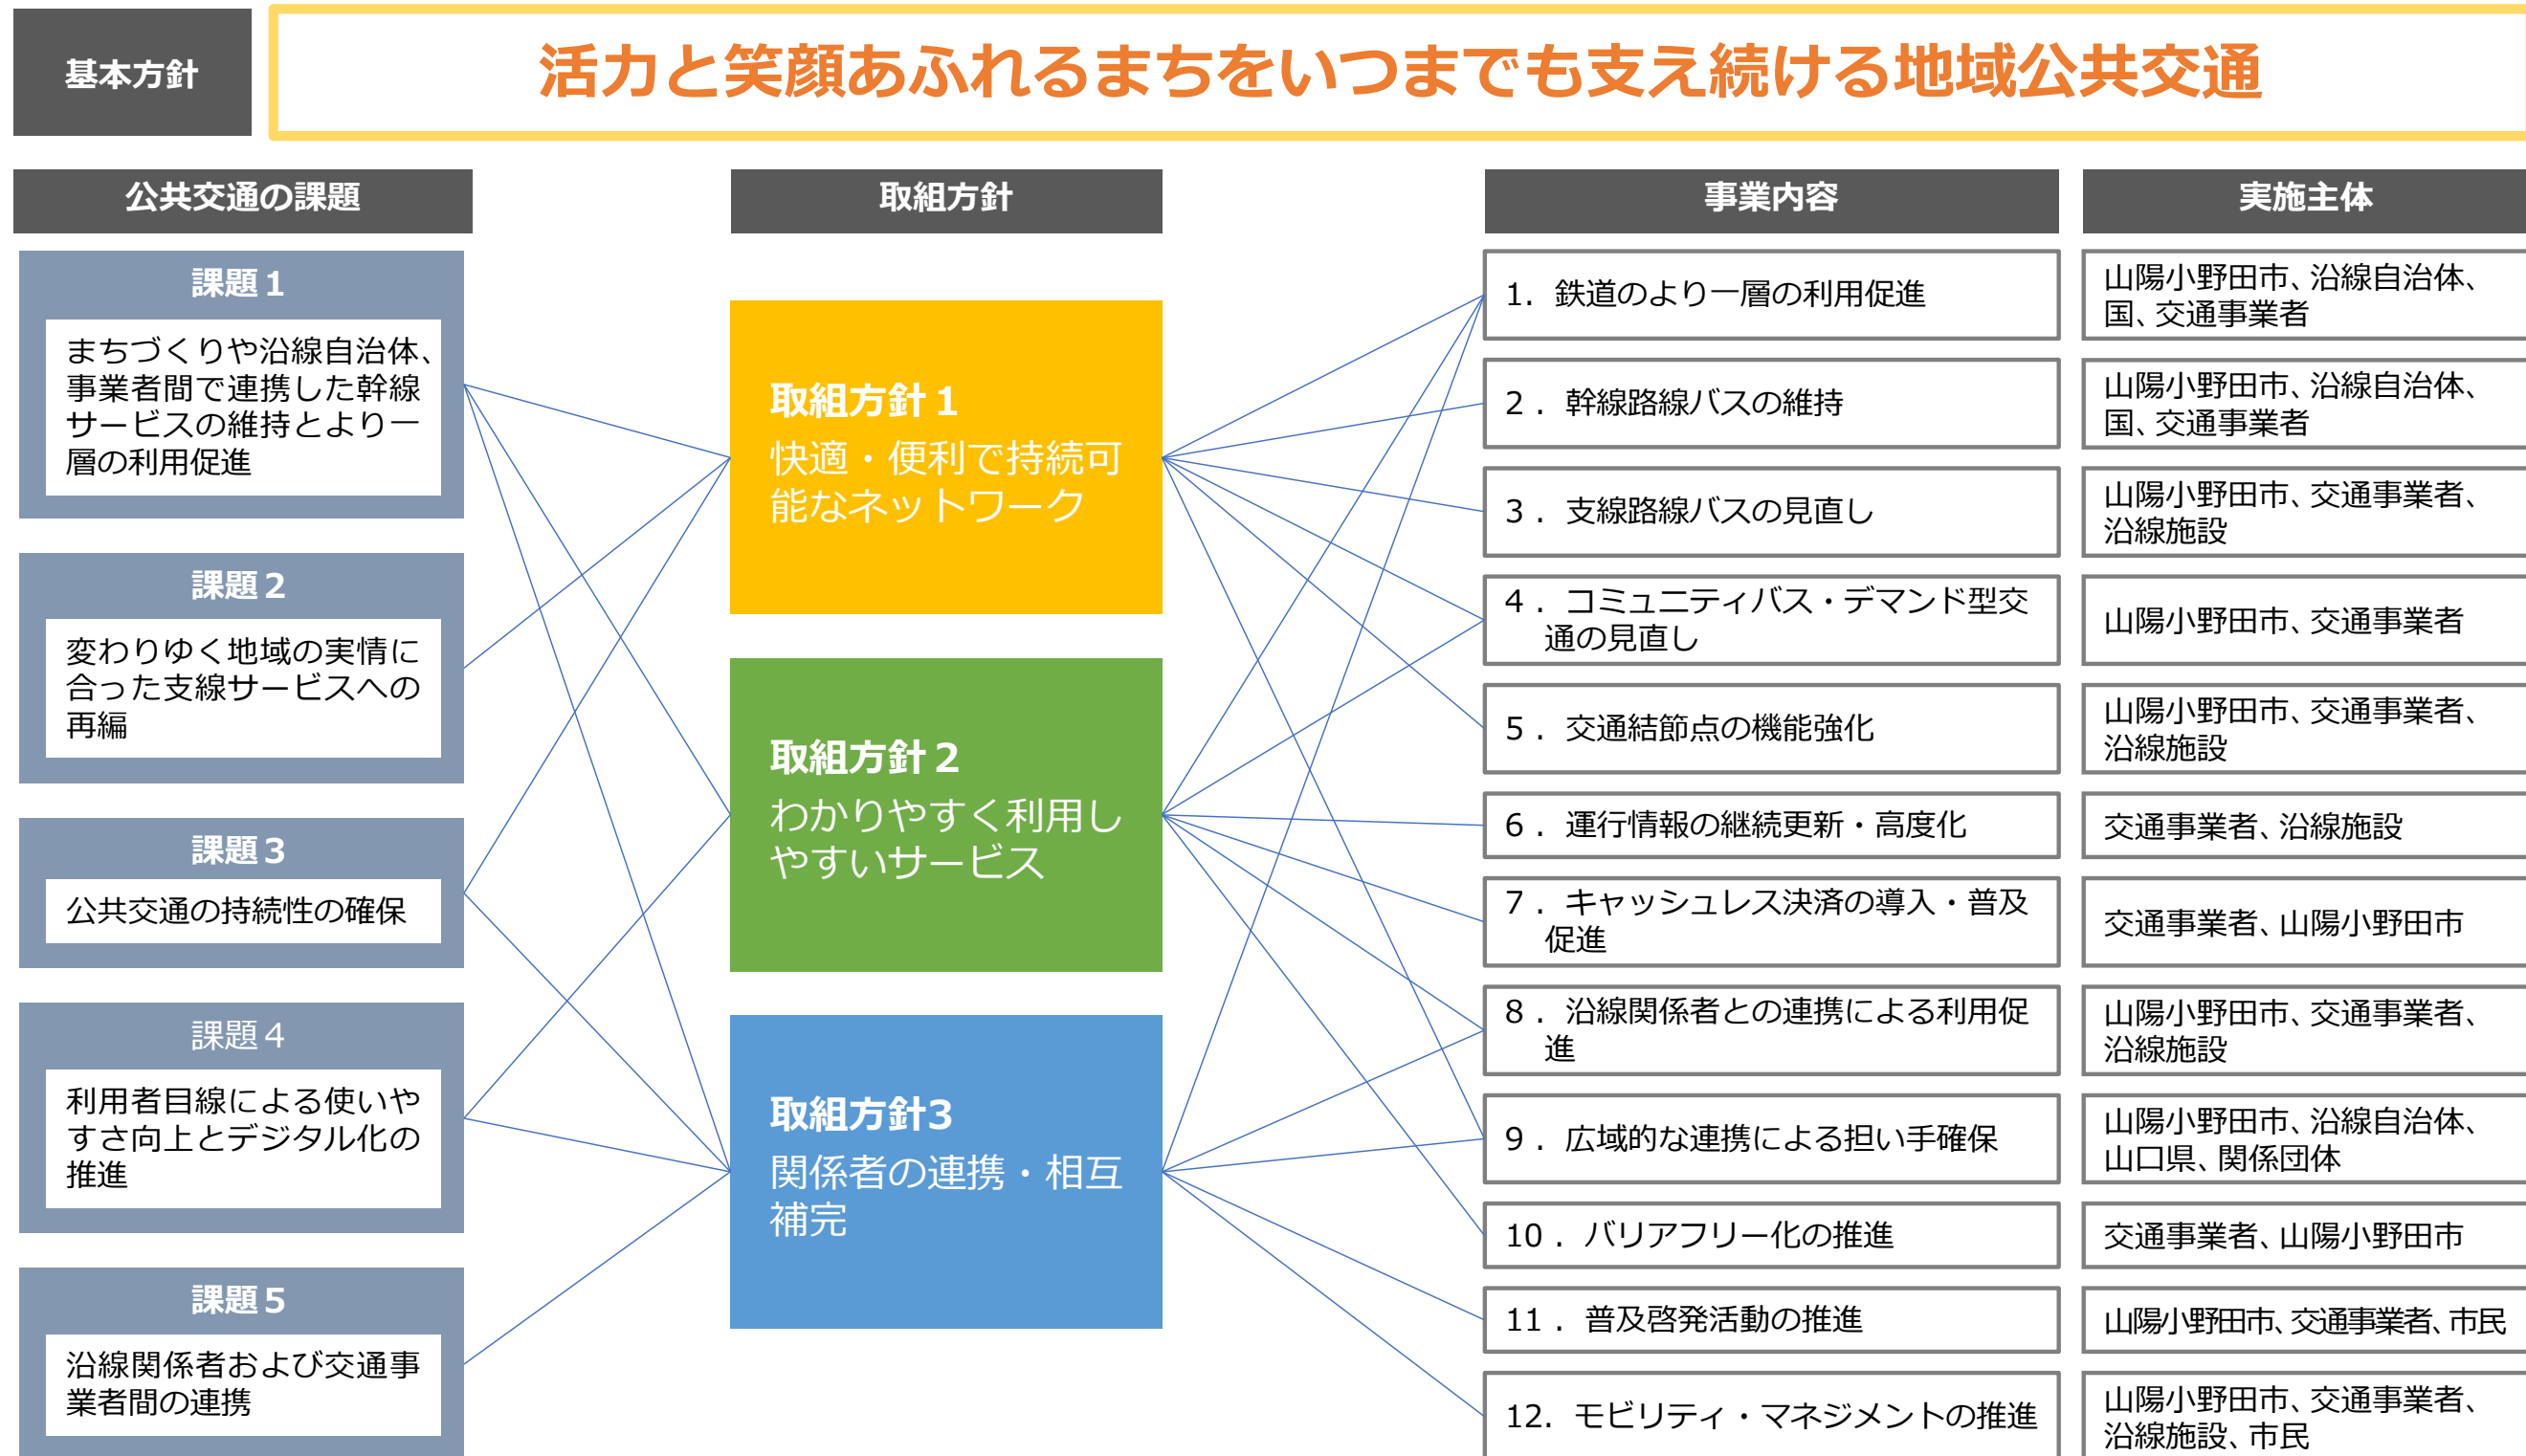 基本方針
活力と笑顔あふれるまちをいつまでも支え続ける地域公共交通
公共交通の課題
課題１
まちづくりや沿線自治体、
事業者間で連携した幹線
サービスの維持とより一
層の利用促進
課題２
変わりゆく地域の実情に
合った支線サービスへの
再編
課題３
公共交通の持続性の確保
課題４
利用者目線による使いや
すさ向上とデジタル化の
推進
課題５
沿線関係者および交通事
業者間の連携
取組方針
取組方針１
快適・便利で持続可
能なネットワーク
取組方針２
わかりやすく利用し
やすいサービス
取組方針3
関係者の連携・相互
補完
事業内容
実施主体
1. 鉄道のより一層の利用促進
山陽小野田市、沿線自治体、
国、交通事業者
２．幹線路線バスの維持
山陽小野田市、沿線自治体、
国、交通事業者
３．支線路線バスの見直し
山陽小野田市、交通事業者、
沿線施設
４．コミュニティバス・デマンド型交
通の見直し
山陽小野田市、交通事業者
５．交通結節点の機能強化
山陽小野田市、交通事業者、
沿線施設
６．運行情報の継続更新・高度化
交通事業者、沿線施設
７．キャッシュレス決済の導入・普及
促進
交通事業者、山陽小野田市
８．沿線関係者との連携による利用促
進
山陽小野田市、交通事業者、
沿線施設
９．広域的な連携による担い手確保
山陽小野田市、沿線自治体、
山口県、関係団体
10．バリアフリー化の推進
交通事業者、山陽小野田市
11．普及啓発活動の推進
山陽小野田市、交通事業者、市民
12. モビリティ・マネジメントの推進
山陽小野田市、交通事業者、
沿線施設、市民